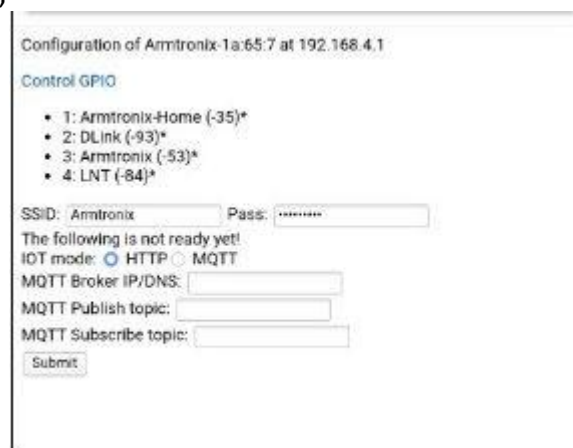 Configuration of Armtronix-1a:65:7 at 192.168.4.1
Control GPIO
• 1: Armtronix-Home (-35)*
• 2: DLink (-93)*
• 3: Armtronix (-53)*
• 4: LNT (-84)*
SSID: Armtronix Pass: ·········
The following is not ready yet!
IOT mode: HTTP MQTT
MQTT Broker IP/DNS:
MQTT Publish topic:
MQTT Subscribe topic:
Submit